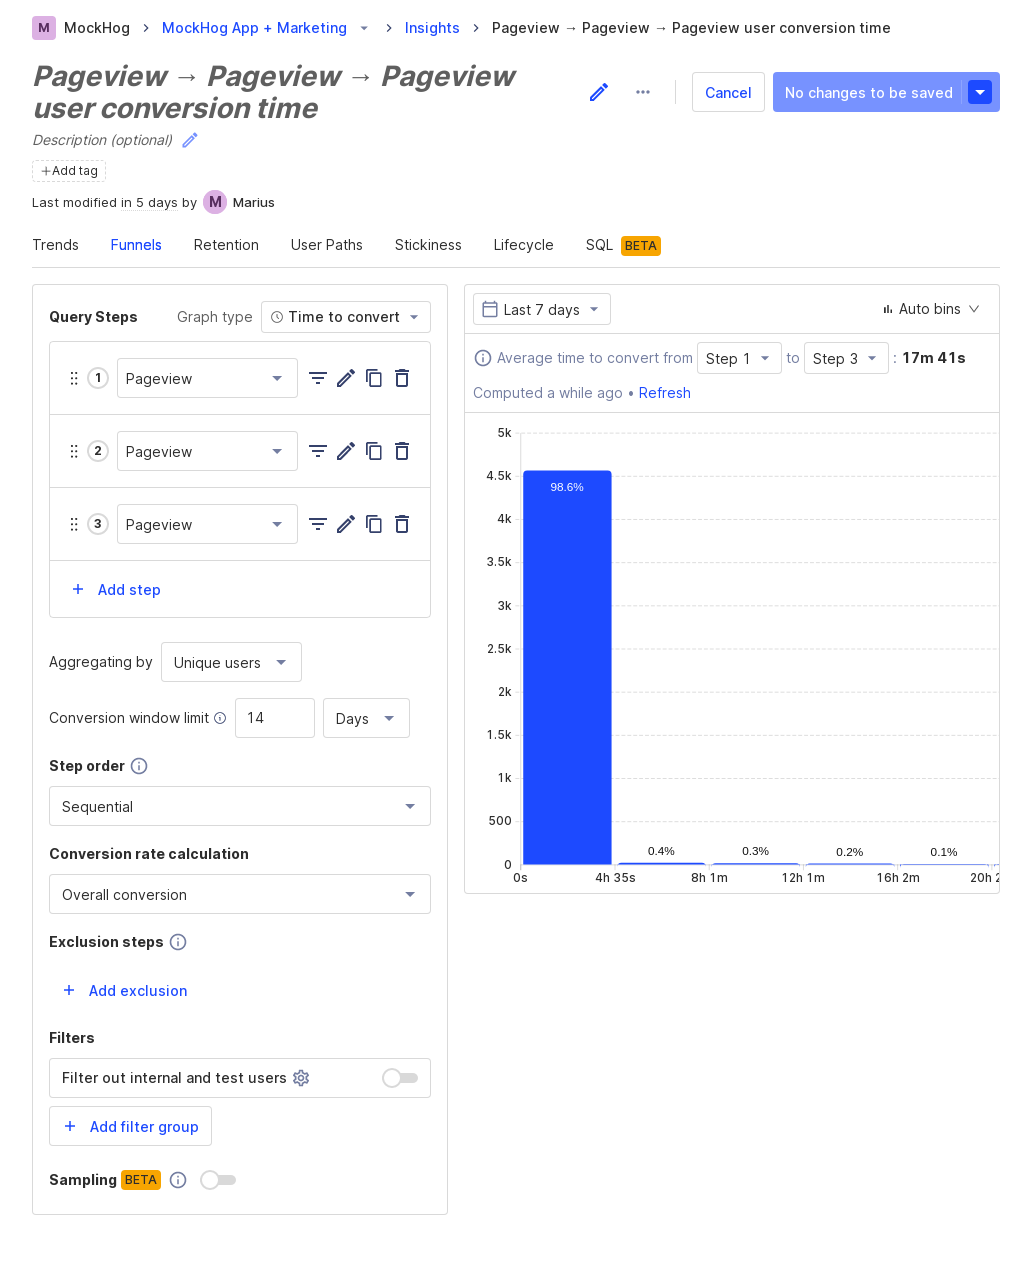 M MockHog > MockHog App + Marketing > Insights > Pageview → Pageview → Pageview user conversion time
Pageview → Pageview → Pageview
user conversion time
Cancel
No changes to be saved
Description (optional)
+Add tag
Last modified in 5 days by M Marius
Trends Funnels Retention User Paths Stickiness Lifecycle SQL BETA
Query Steps Graph type Time to convert
1 Pageview
2 Pageview
3 Pageview
+ Add step
Aggregating by Unique users
Conversion window limit 14 Days
Step order
Sequential
Conversion rate calculation
Overall conversion
Exclusion steps
+ Add exclusion
Filters
Filter out internal and test users
+ Add filter group
Sampling BETA
Last 7 days Auto bins
Average time to convert from Step 1 to Step 3 : 17m 41s
Computed a while ago • Refresh
5k
4.5k
98.6%
4k
3.5k
3k
2.5k
2k
1.5k
1k
500
0.4% 0.3% 0.2% 0.1%
0
0s 4h 35s 8h 1m 12h 1m 16h 2m 20h